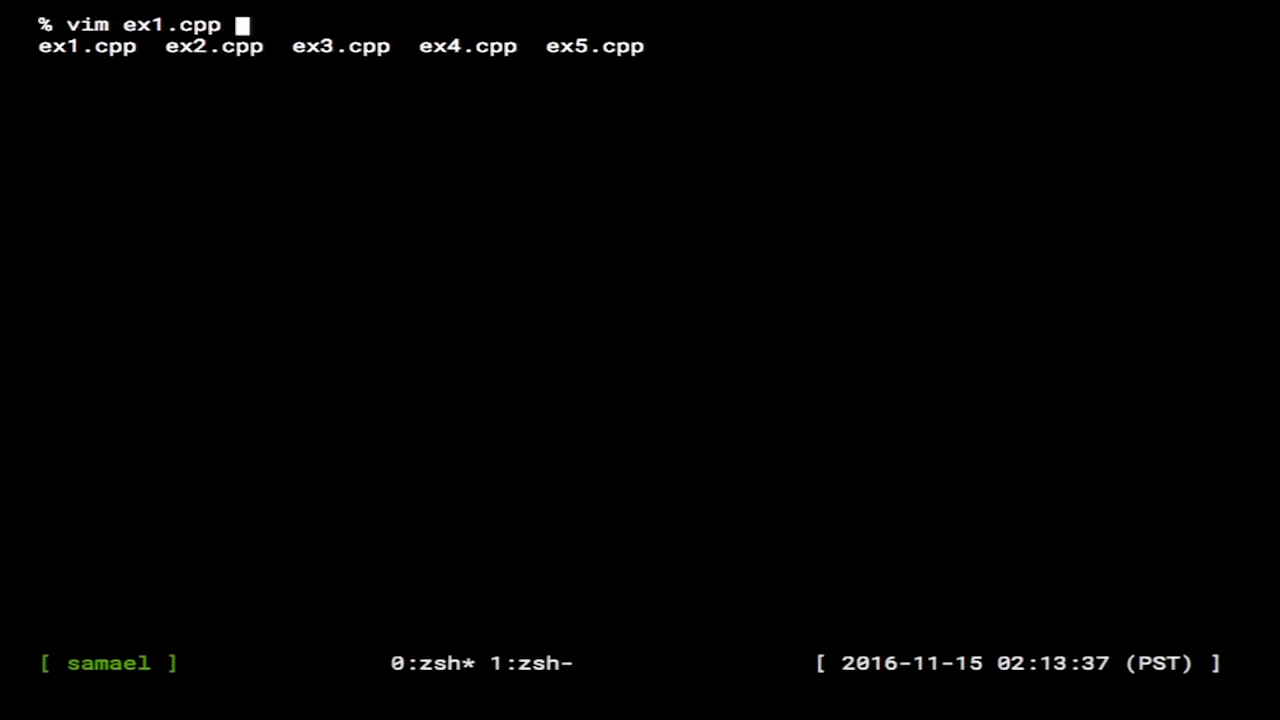 % vim ex1.cpp
ex1.cpp  ex2.cpp  ex3.cpp  ex4.cpp  ex5.cpp
[ samael ] 0:zsh* 1:zsh- [ 2016-11-15 02:13:37 (PST) ]